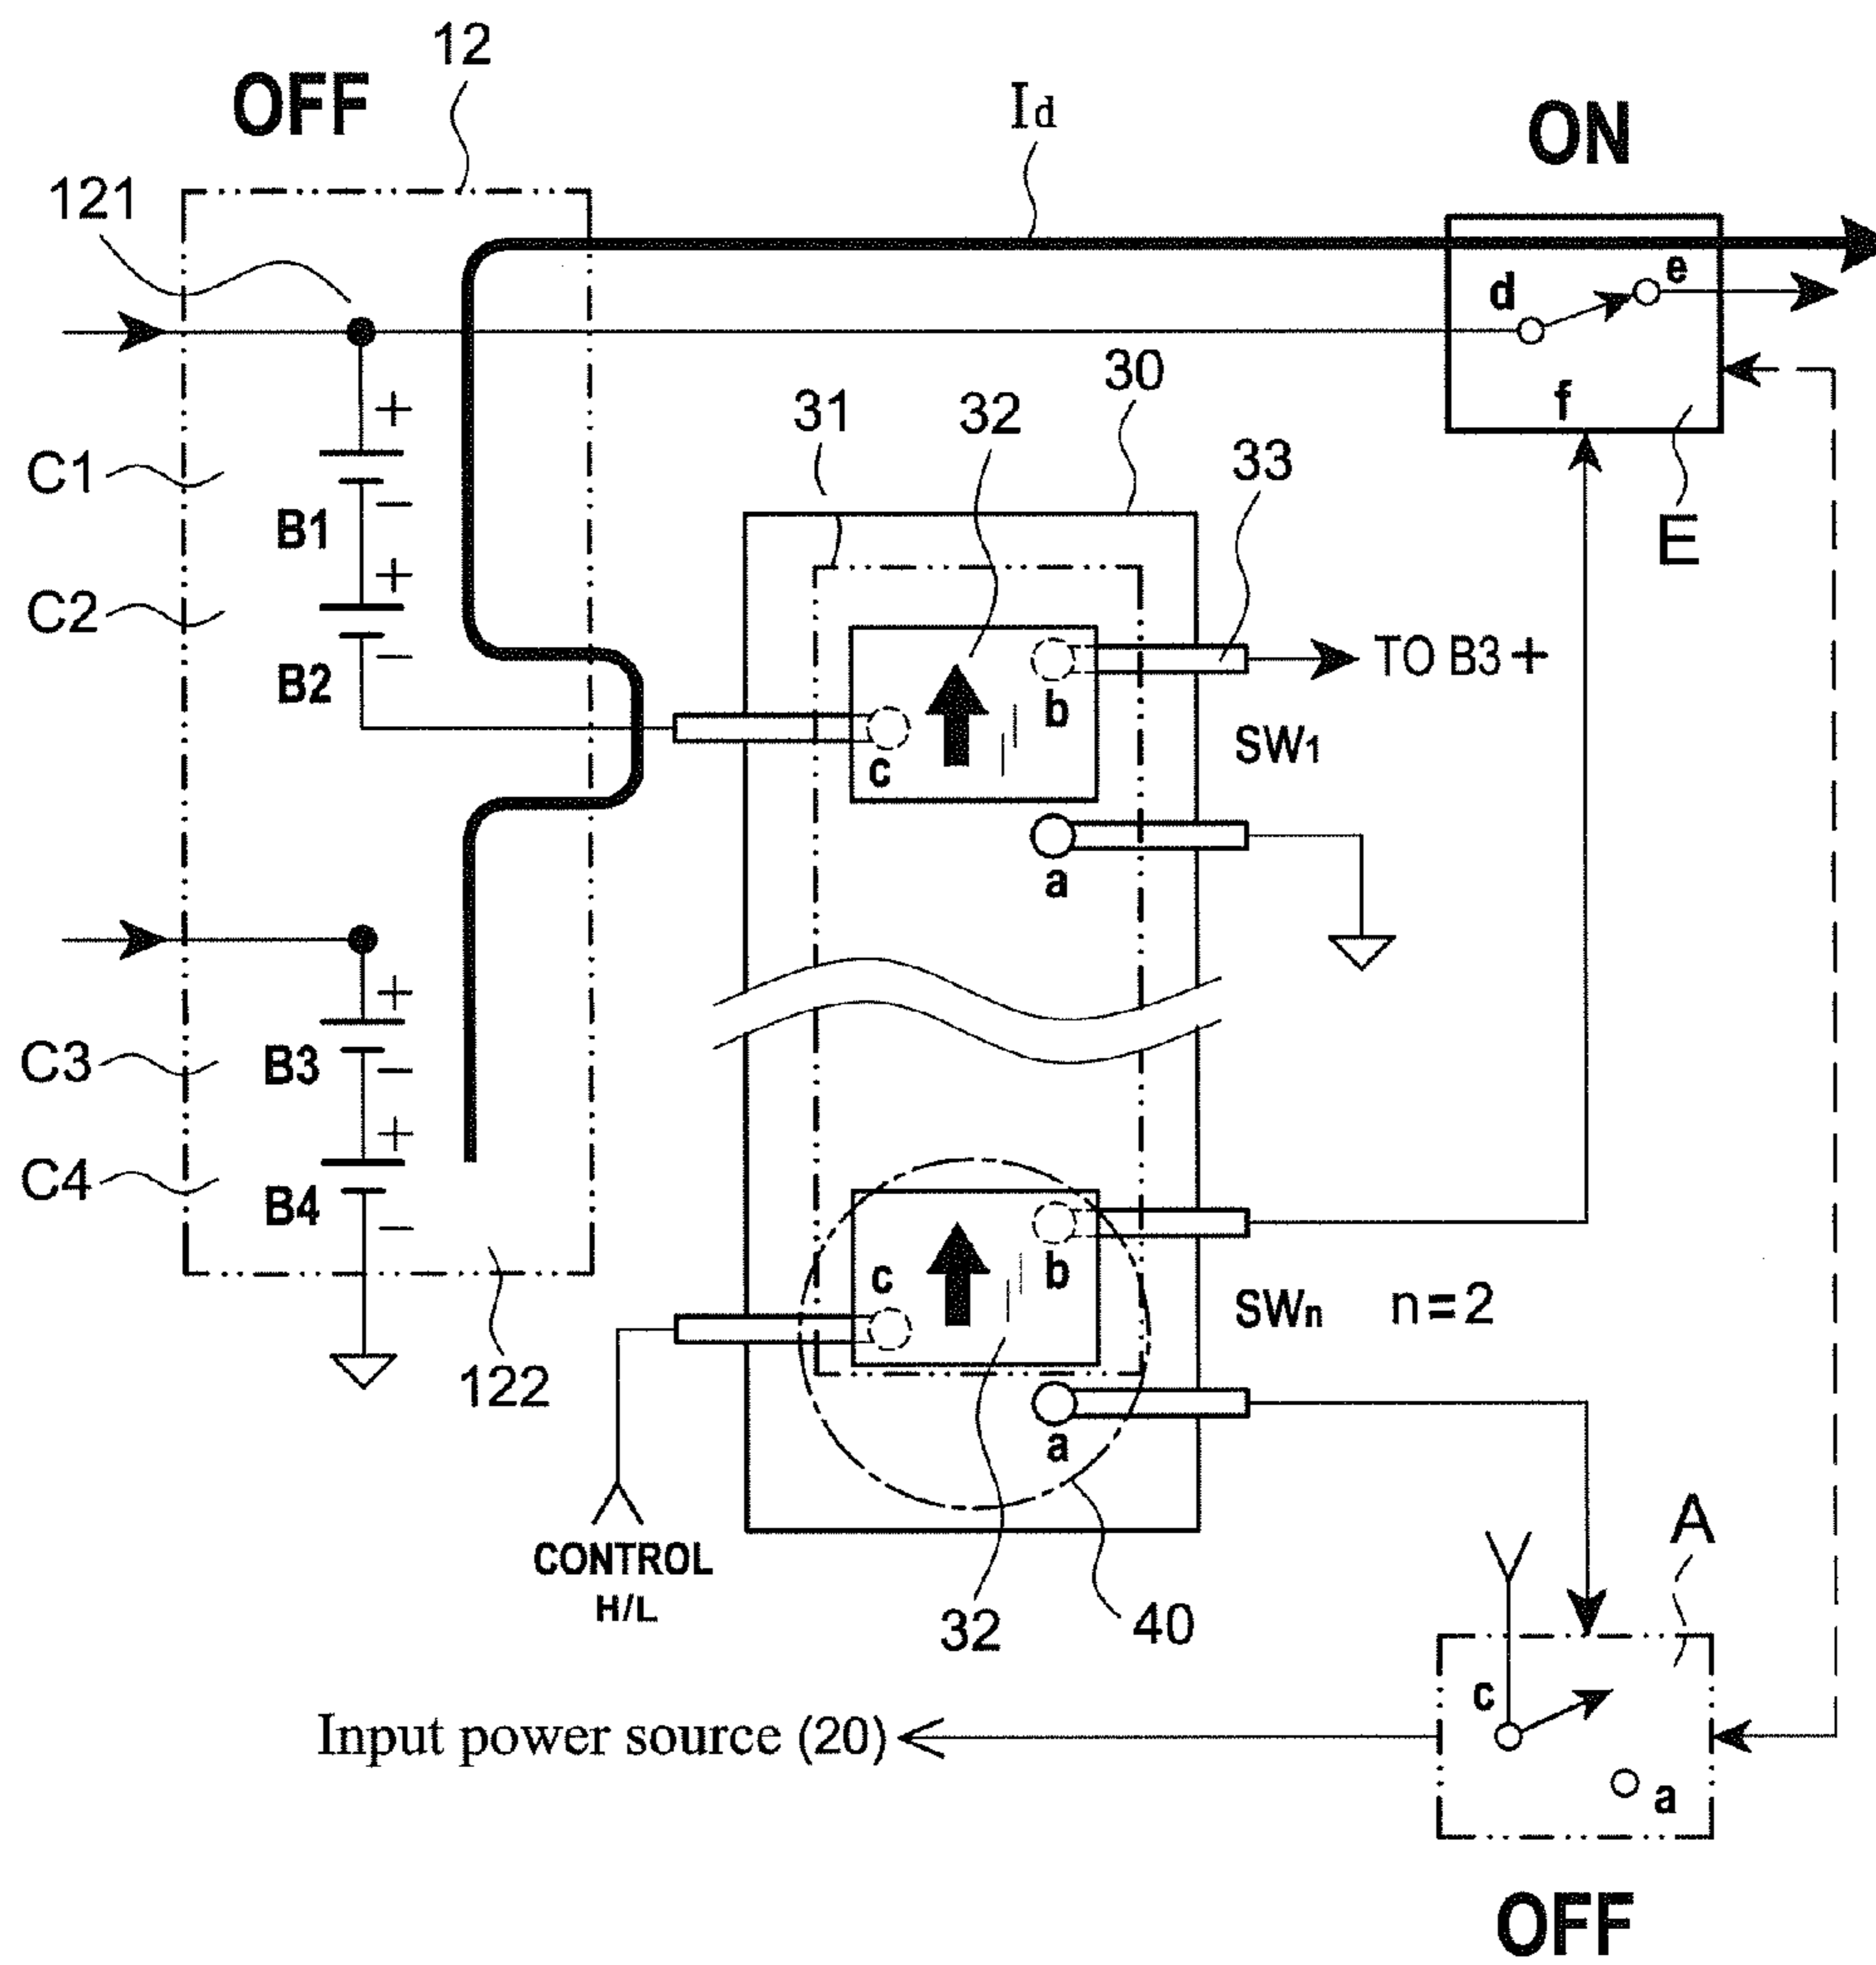 12
OFF
Id
ON
121
e
d
30
31
32
33
f
+
C1
−
B1
E
+
C2
−
B2
b
TO B3 +
c
SW1
a
+
C3
B3
−
+
C4
B4
−
b
c
SWn n=2
122
a
A
CONTROL
H/L
32
40
c
Input power source (20)
a
OFF